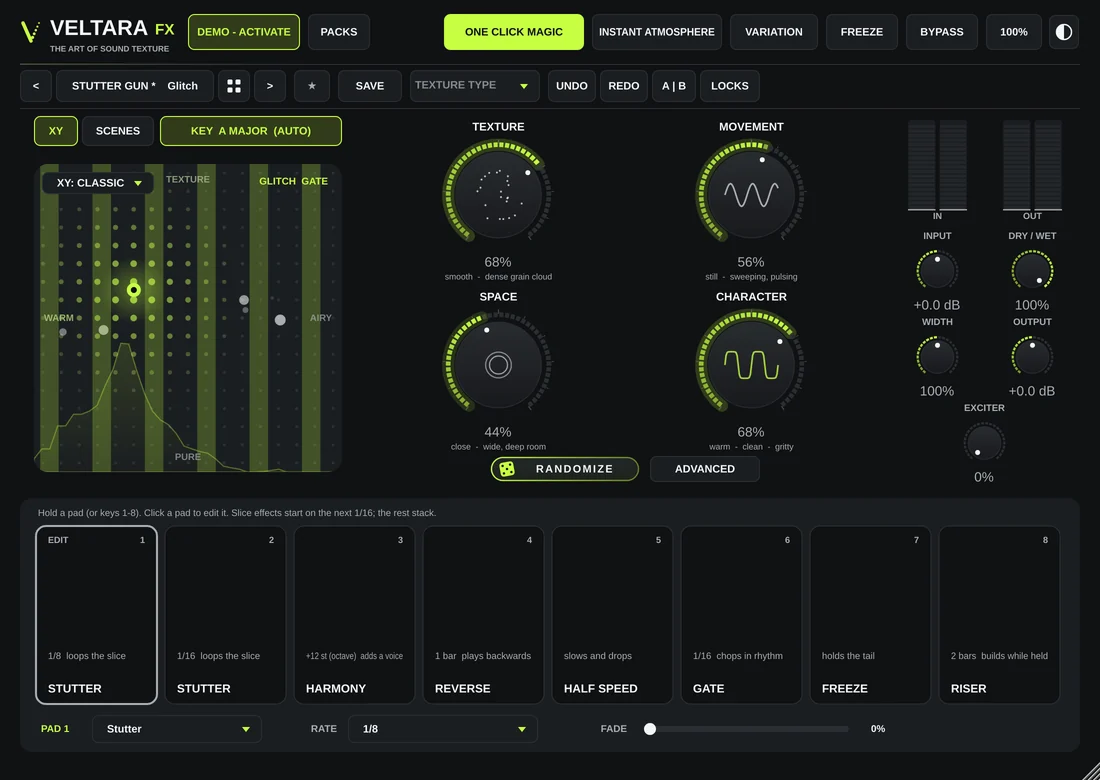 VELTARA FX
THE ART OF SOUND TEXTURE
DEMO - ACTIVATE
PACKS
ONE CLICK MAGIC
INSTANT ATMOSPHERE
VARIATION
FREEZE
BYPASS
100%
<
STUTTER GUN * Glitch
>
★
SAVE
TEXTURE TYPE
UNDO
REDO
A | B
LOCKS
XY
SCENES
KEY A MAJOR (AUTO)
XY: CLASSIC
TEXTURE
GLITCH GATE
WARM
AIRY
PURE
TEXTURE
68%
smooth - dense grain cloud
MOVEMENT
56%
still - sweeping, pulsing
SPACE
44%
close - wide, deep room
CHARACTER
68%
warm - clean - gritty
RANDOMIZE
ADVANCED
IN
OUT
INPUT
DRY / WET
+0.0 dB
100%
WIDTH
OUTPUT
100%
+0.0 dB
EXCITER
0%
Hold a pad (or keys 1-8). Click a pad to edit it. Slice effects start on the next 1/16; the rest stack.
EDIT 1
1/8 loops the slice
STUTTER
2
1/16 loops the slice
STUTTER
3
+12 st (octave) adds a voice
HARMONY
4
1 bar plays backwards
REVERSE
5
slows and drops
HALF SPEED
6
1/16 chops in rhythm
GATE
7
holds the tail
FREEZE
8
2 bars builds while held
RISER
PAD 1
Stutter
RATE
1/8
FADE
0%